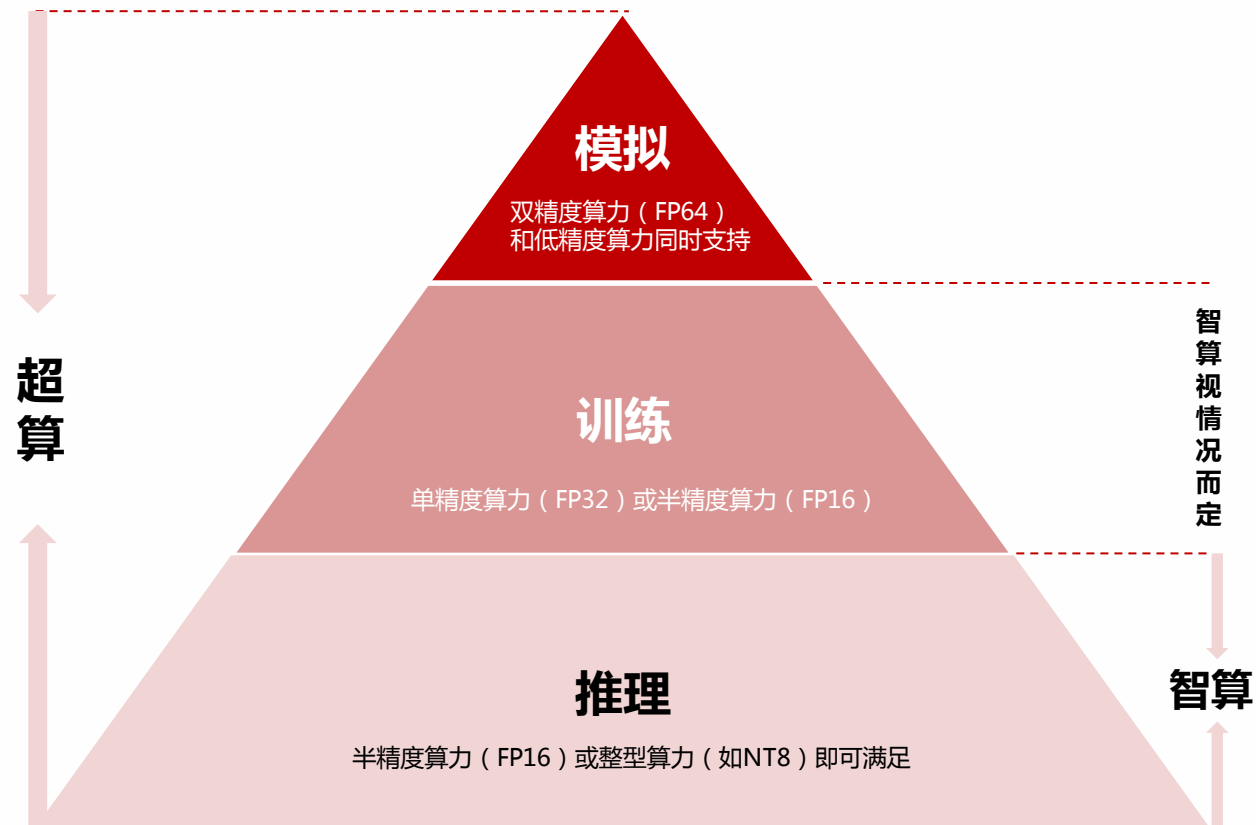 模拟
双精度算力（FP64）
和低精度算力同时支持
超算
训练
单精度算力（FP32）或半精度算力（FP16）
智算视情况而定
推理
半精度算力（FP16）或整型算力（如NT8）即可满足
智算